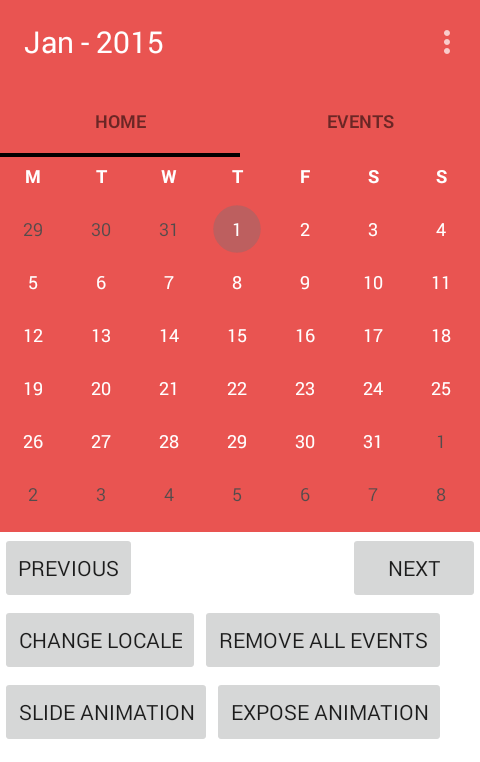 Jan - 2015
HOME EVENTS
M T W T F S S
29 30 31 1 2 3 4
5 6 7 8 9 10 11
12 13 14 15 16 17 18
19 20 21 22 23 24 25
26 27 28 29 30 31 1
2 3 4 5 6 7 8
PREVIOUS NEXT
CHANGE LOCALE REMOVE ALL EVENTS
SLIDE ANIMATION EXPOSE ANIMATION